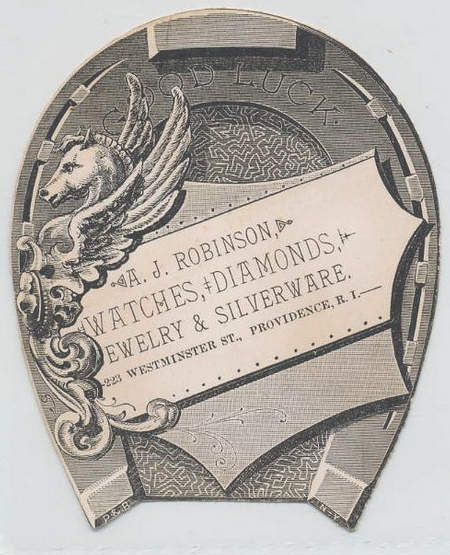 GOOD LUCK.
A. J. ROBINSON,
WATCHES, DIAMONDS,
JEWELRY & SILVERWARE.
223 WESTMINSTER ST., PROVIDENCE, R. I.